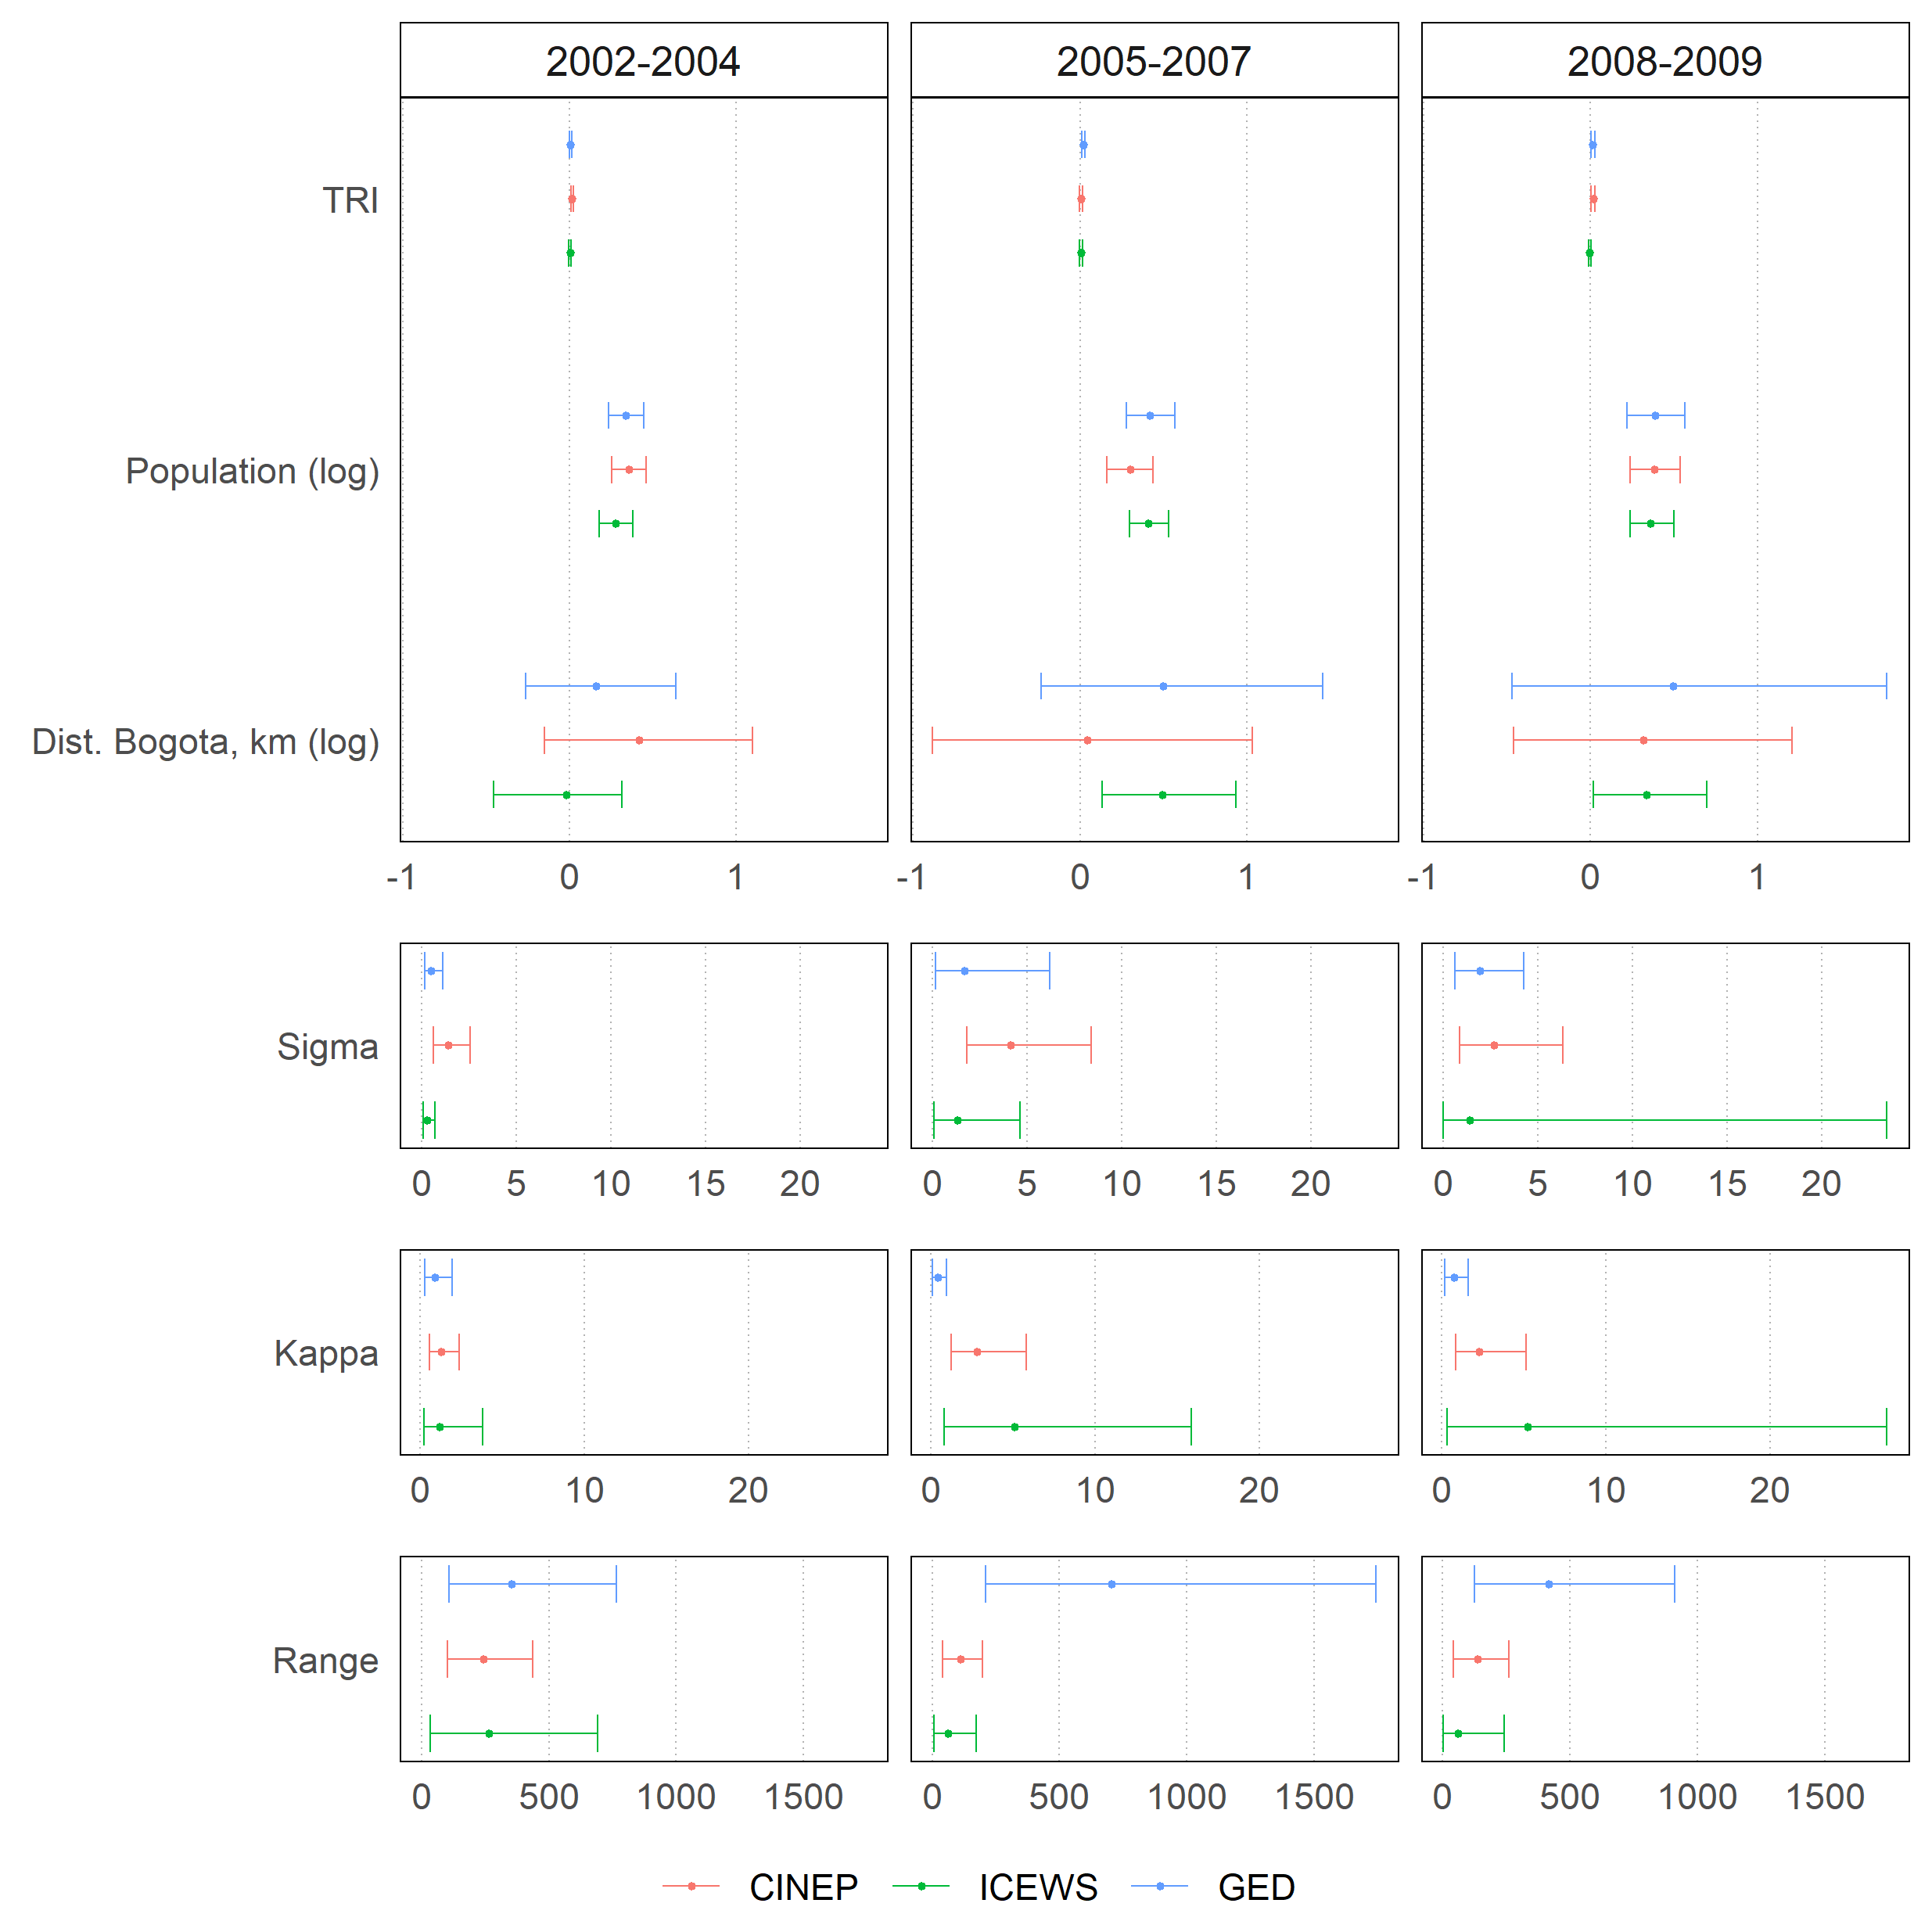 2002-2004 2005-2007 2008-2009
TRI
Population (log)
Dist. Bogota, km (log)
-1 0 1 -1 0 1 -1 0 1
Sigma
0 5 10 15 20 0 5 10 15 20 0 5 10 15 20
Kappa
0 10 20 0 10 20 0 10 20
Range
0 500 1000 1500 0 500 1000 1500 0 500 1000 1500
CINEP ICEWS GED